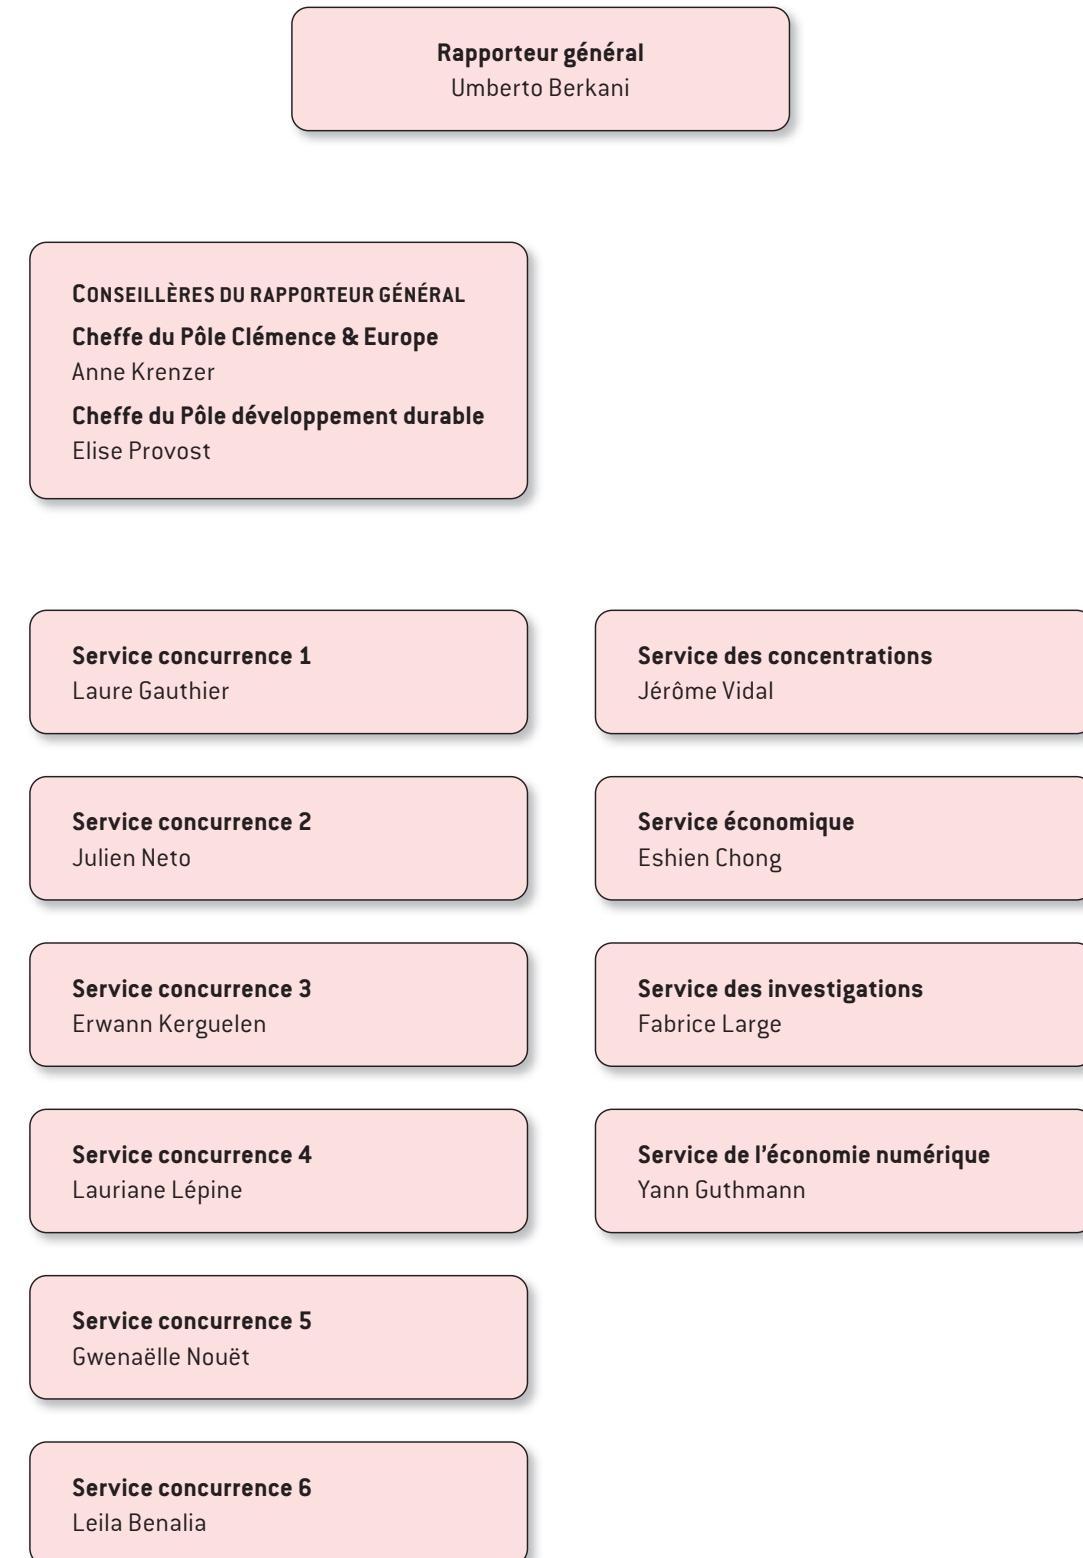 Rapporteur général
Umberto Berkani
CONSEILLÈRES DU RAPPORTEUR GÉNÉRAL
Cheffe du Pôle Clémence & Europe
Anne Krenzer
Cheffe du Pôle développement durable
Elise Provost
Service concurrence 1
Laure Gauthier
Service concurrence 2
Julien Neto
Service concurrence 3
Erwann Kerguelen
Service concurrence 4
Lauriane Lépine
Service concurrence 5
Gwenaëlle Nouët
Service concurrence 6
Leila Benalia
Service des concentrations
Jérôme Vidal
Service économique
Eshien Chong
Service des investigations
Fabrice Large
Service de l’économie numérique
Yann Guthmann